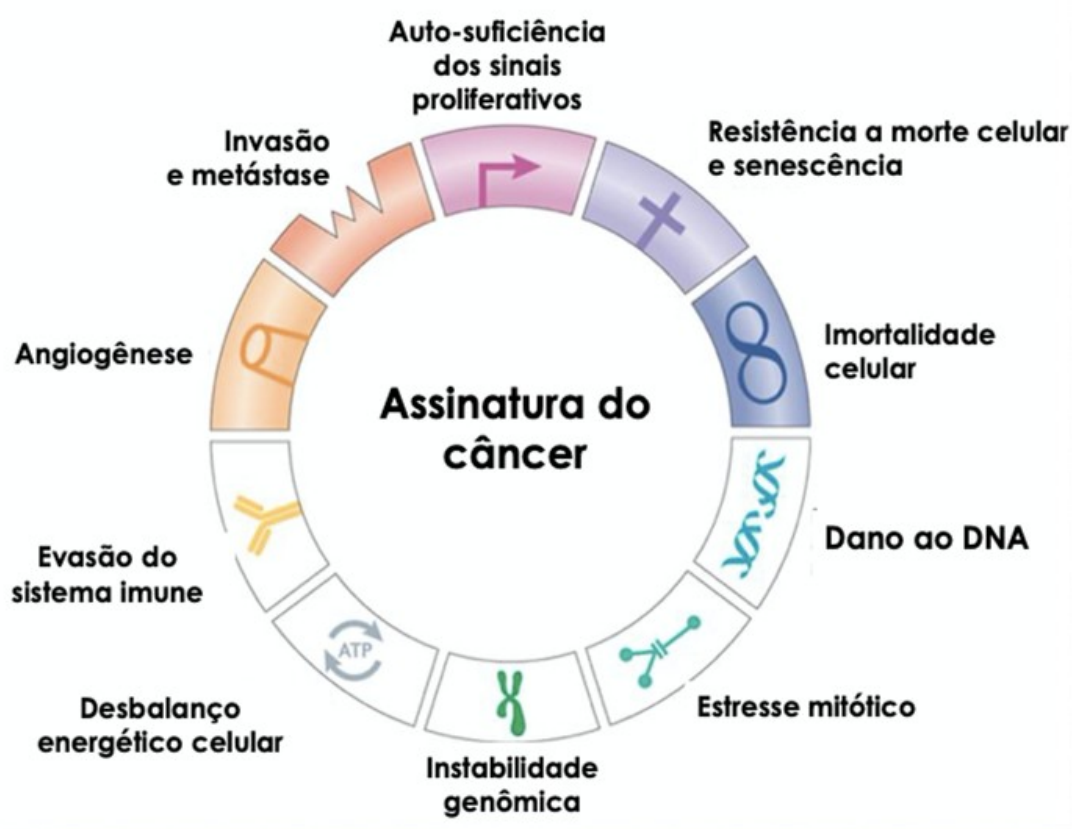 Auto-suficiência
dos sinais
proliferativos
Resistência a morte celular
e senescência
Imortalidade
celular
Dano ao DNA
Estresse mitótico
Instabilidade
genômica
Desbalanço
energético celular
ATP
Evasão do
sistema imune
Angiogênese
Invasão
e metástase
Assinatura do
câncer